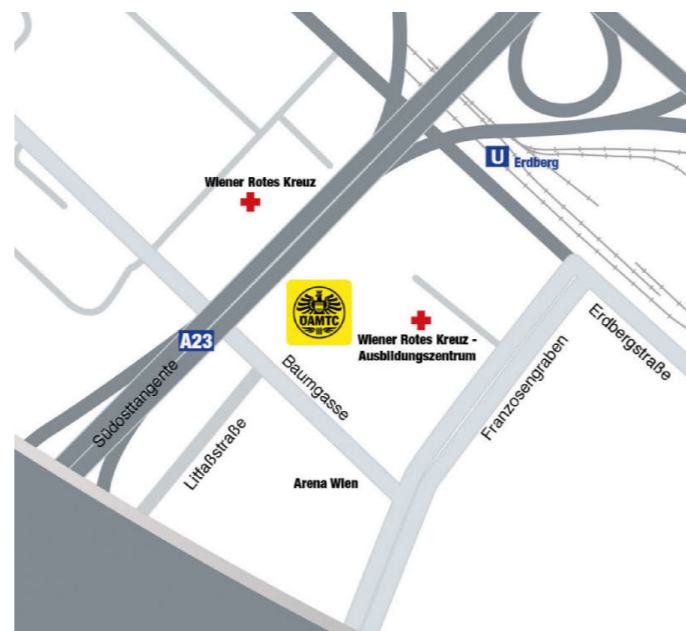 U Erdberg
Wiener Rotes Kreuz
ÖAMTC
A23
Wiener Rotes Kreuz -
Ausbildungszentrum
Südosttangente
Baumgasse
Litfaßstraße
Franzosengraben
Erdbergstraße
Arena Wien